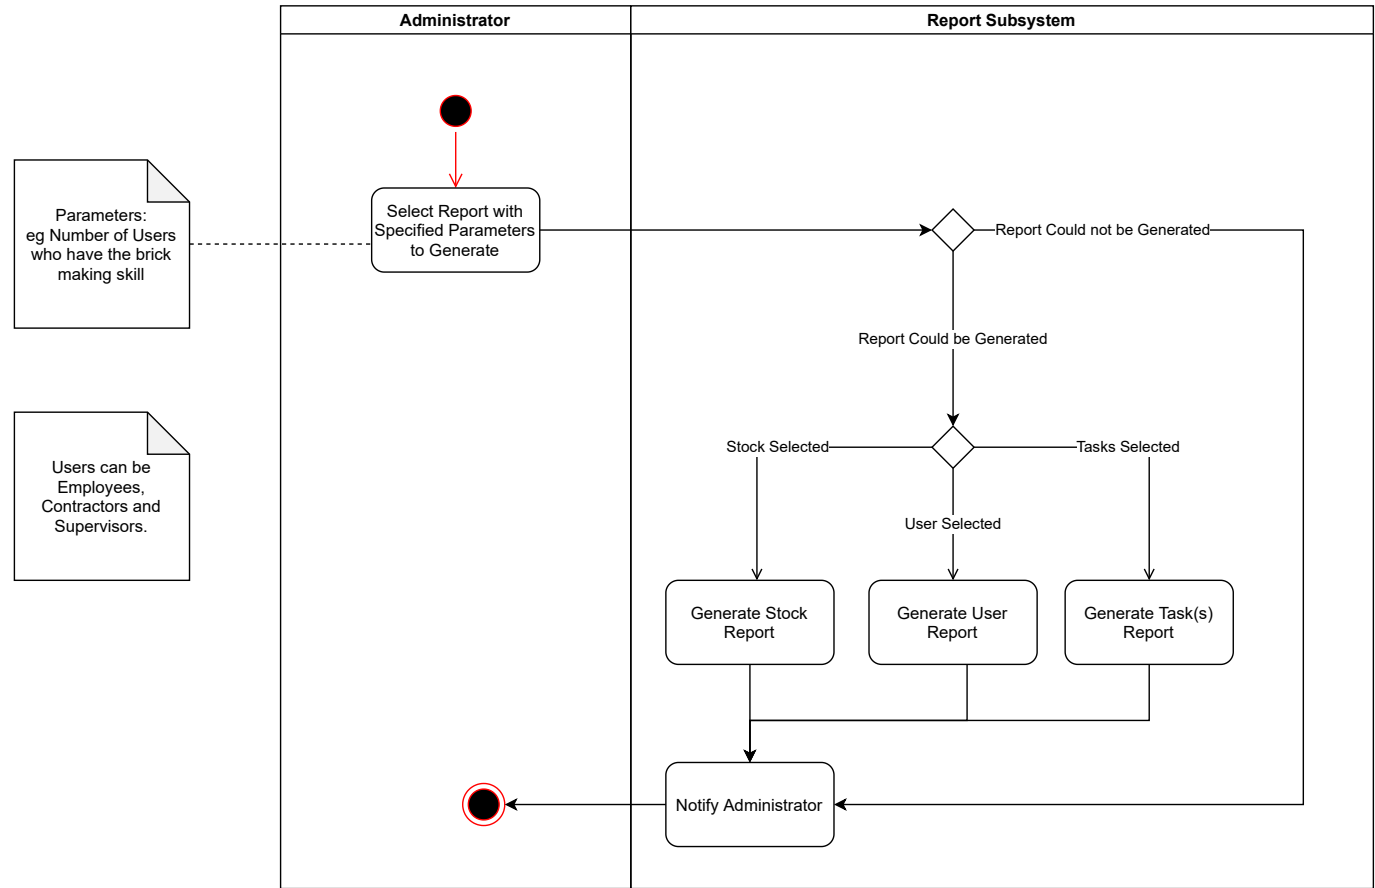 Administrator
Report Subsystem
Parameters:
eg Number of Users
who have the brick
making skill
Select Report with
Specified Parameters
to Generate
Report Could not be Generated
Report Could be Generated
Users can be
Employees,
Contractors and
Supervisors.
Stock Selected
Tasks Selected
User Selected
Generate Stock
Report
Generate User
Report
Generate Task(s)
Report
Notify Administrator